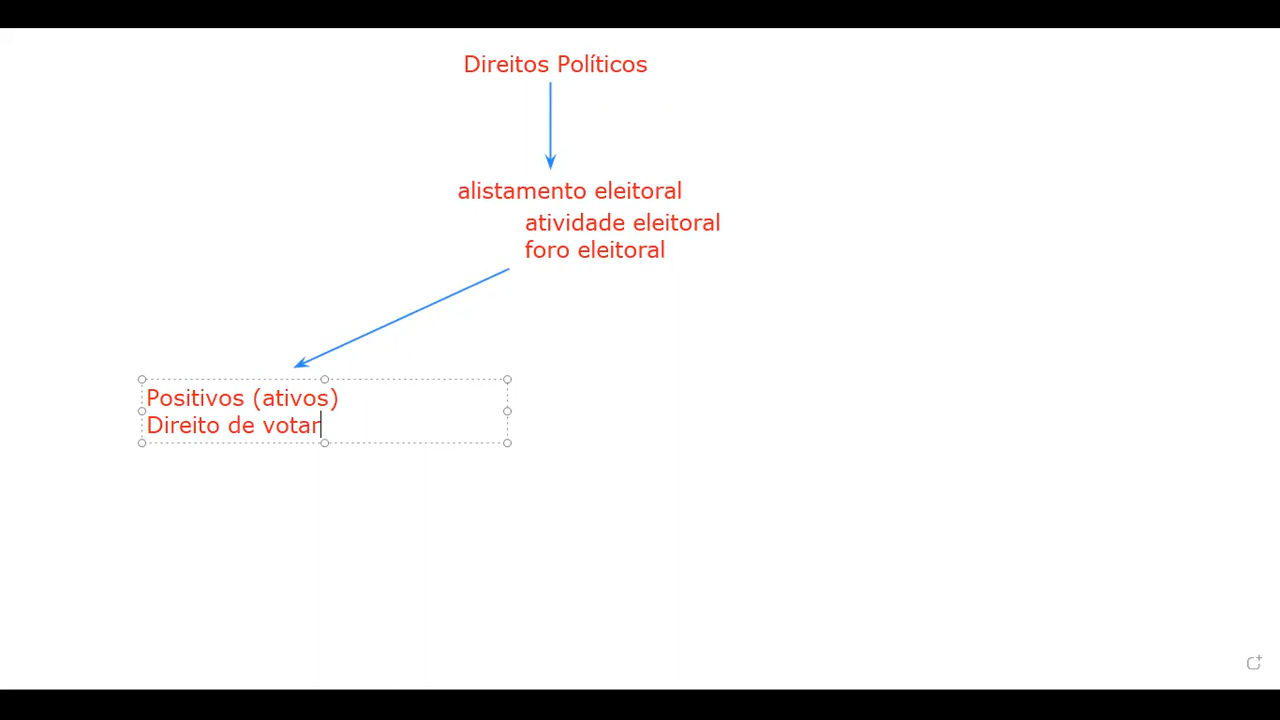 Direitos Políticos
alistamento eleitoral
atividade eleitoral
foro eleitoral
Positivos (ativos)
Direito de votar